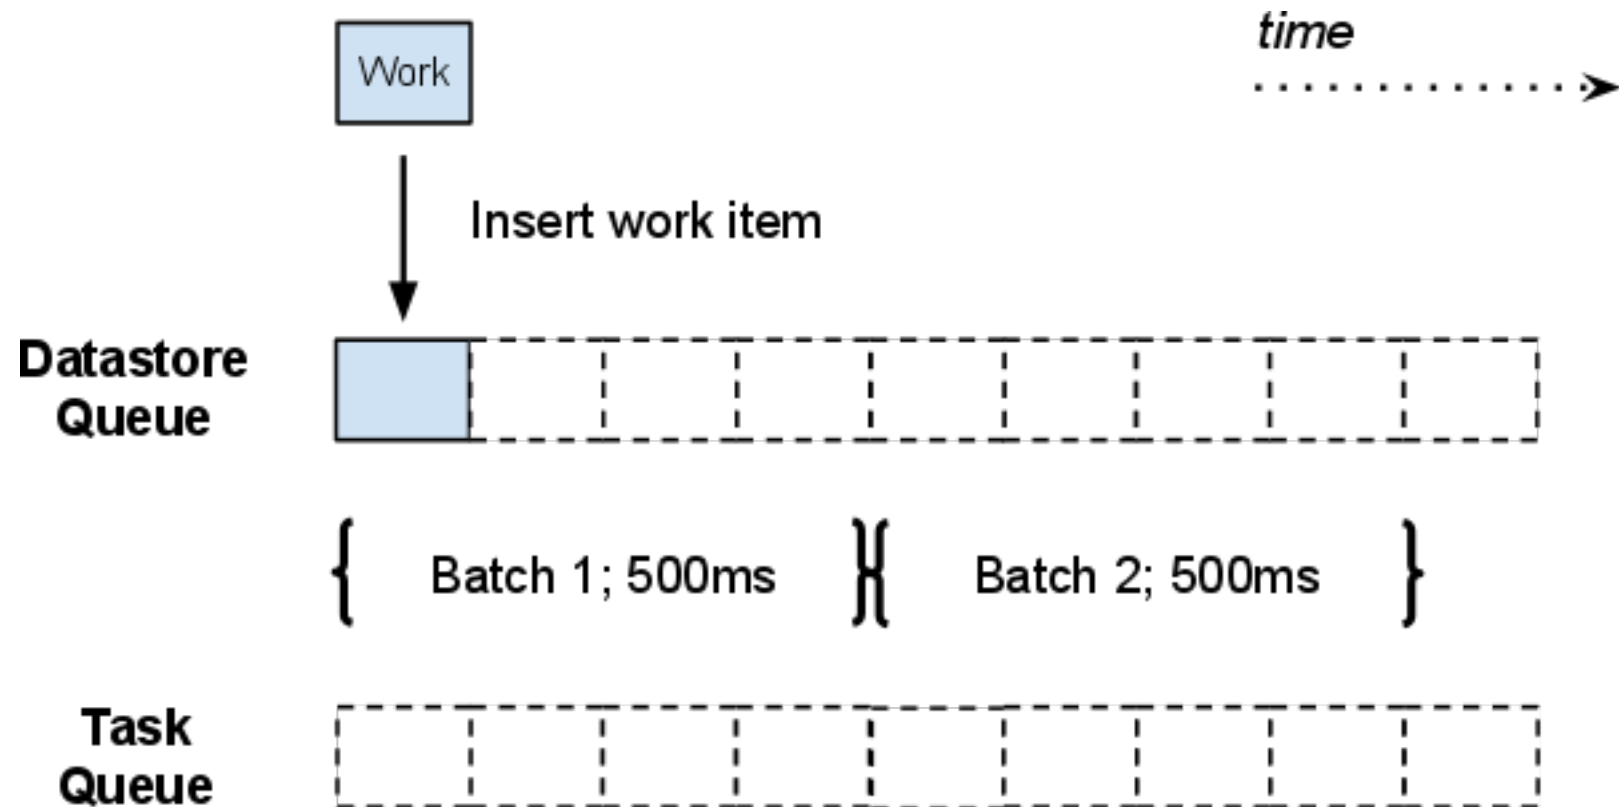 time
Work
Insert work item
Datastore
Queue
Batch 1; 500ms
Batch 2; 500ms
Task
Queue